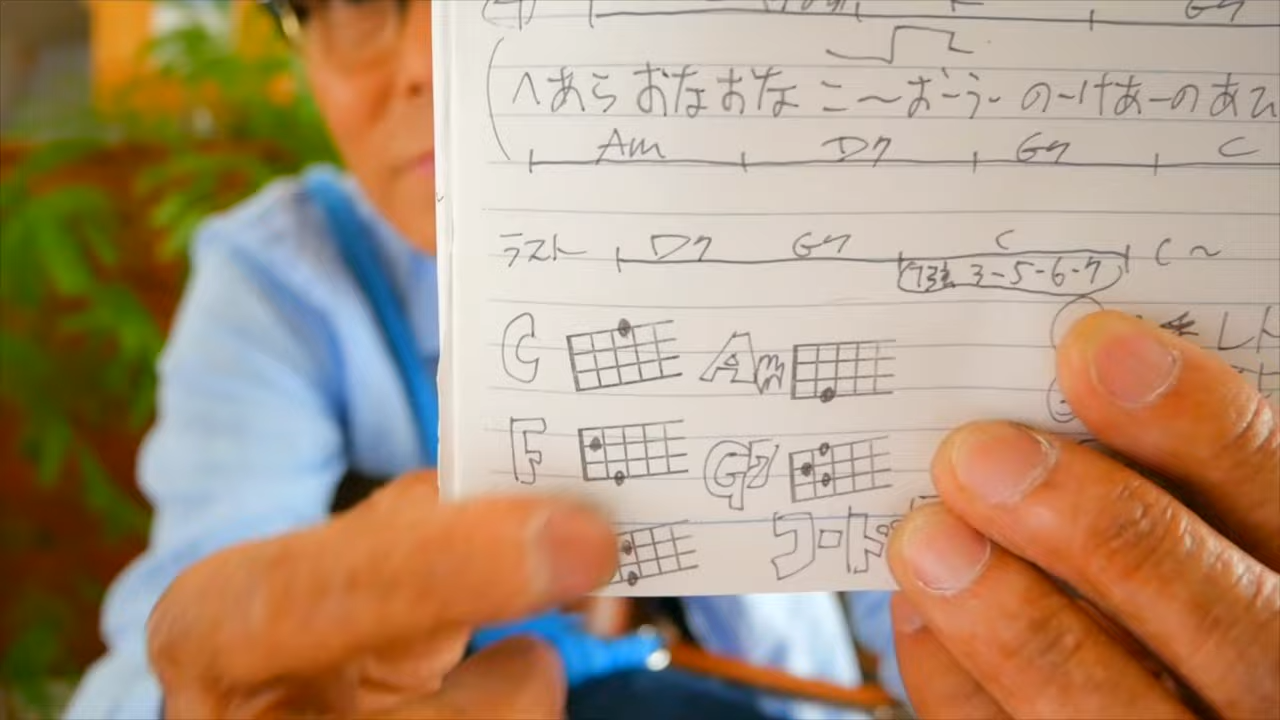 G7
へあら おなおな こ〜お-う- の-けあ-の あひ
Am D7 G7 C
ラスト D7 G7 C C〜
3-5-6-7
C Am
F G7
コード